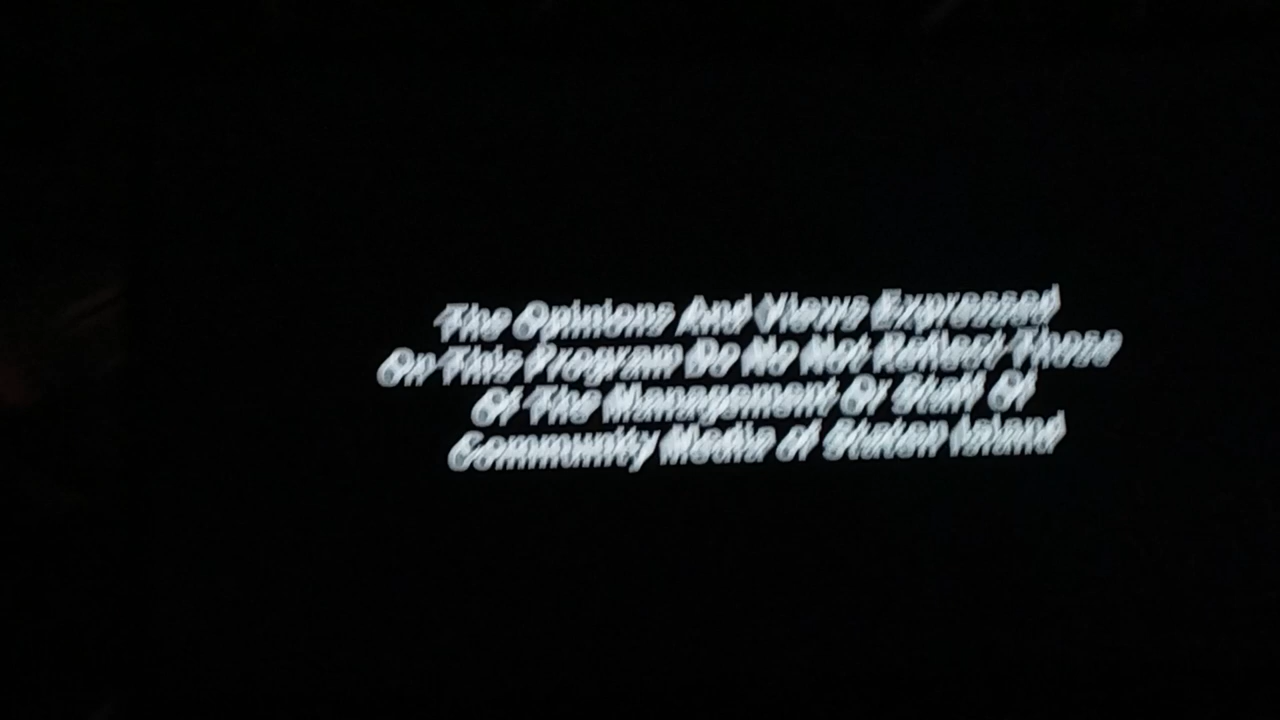 The Opinions And Views Expressed
On This Program Do No Not Reflect Those
Of The Management Or Staff Of
Community Media of Staten Island